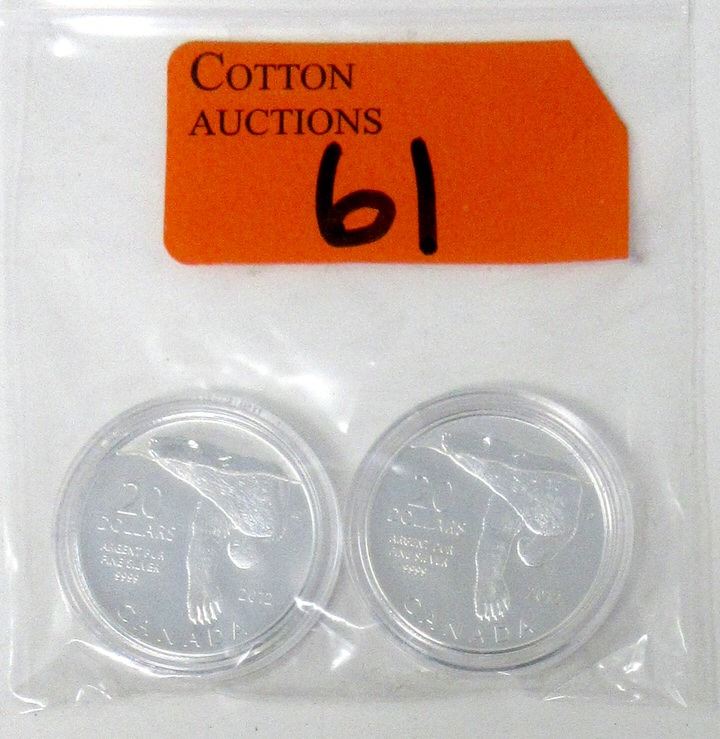 COTTON
AUCTIONS
61
20
DOLLARS
ARGENT PUR
FINE SILVER
9999
2012
CANADA
20
DOLLARS
ARGENT PUR
FINE SILVER
9999
2012
CANADA